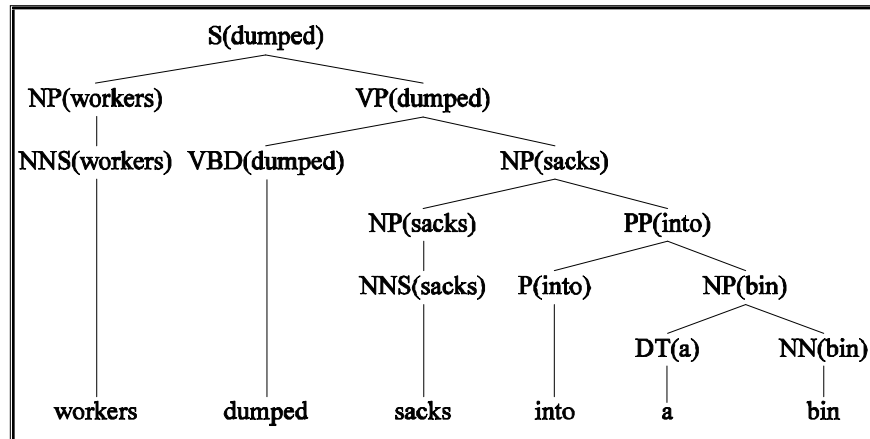 S(dumped)
NP(workers) VP(dumped)
NNS(workers) VBD(dumped) NP(sacks)
NP(sacks) PP(into)
NNS(sacks) P(into) NP(bin)
DT(a) NN(bin)
workers dumped sacks into a bin